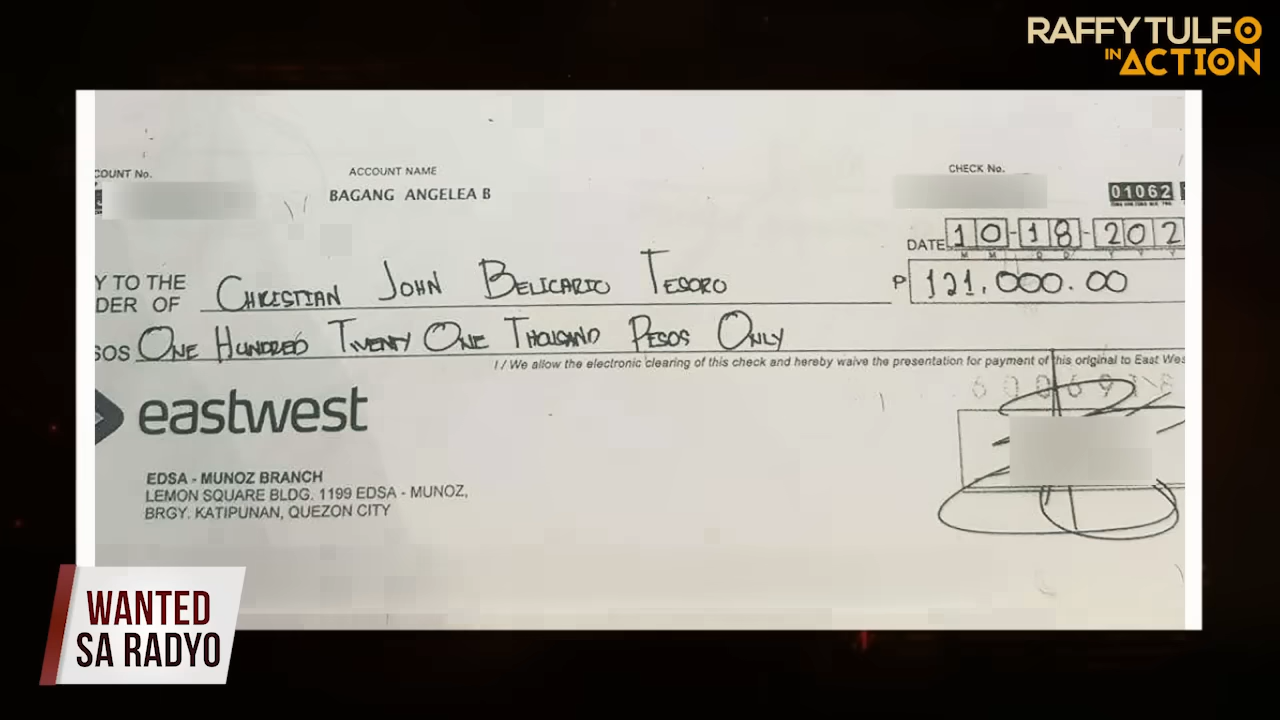 RAFFY TULFO
IN ACTION
COUNT No.
ACCOUNT NAME
CHECK No.
BAGANG ANGELEA B
01062
DATE 10-18-202
M M D D Y Y Y
Y TO THE
DER OF CHRISTIAN JOHN BELICARIO TESORO
P 121,000.00
SOS ONE HUNDRED TWENTY ONE THOUSAND PESOS ONLY
I / We allow the electronic clearing of this check and hereby waive the presentation for payment of this original to East Wes
eastwest
EDSA - MUNOZ BRANCH
LEMON SQUARE BLDG. 1199 EDSA - MUNOZ,
BRGY. KATIPUNAN, QUEZON CITY
WANTED
SA RADYO